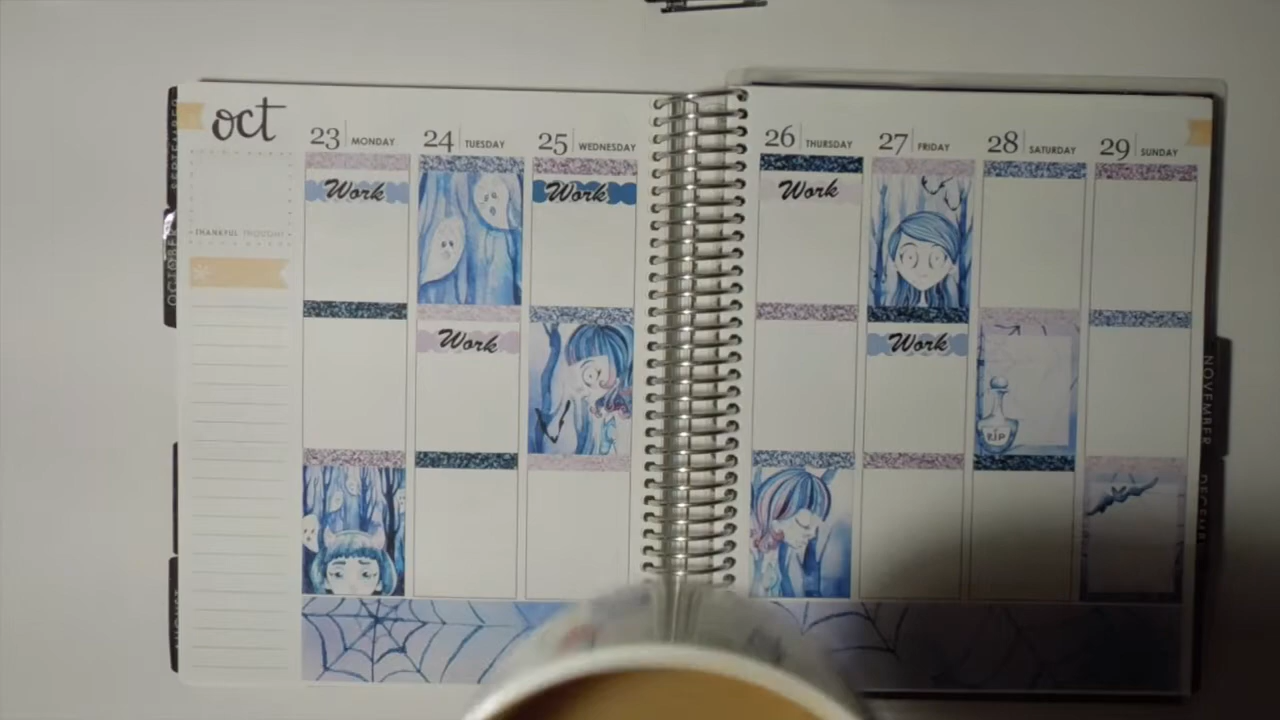 oct
23 MONDAY
24 TUESDAY
25 WEDNESDAY
26 THURSDAY
27 FRIDAY
28 SATURDAY
29 SUNDAY
SEPTEMBER
OCTOBER
THANKFUL THOUGHT
Work
Work
Work
Work
Work
RIP
NOVEMBER